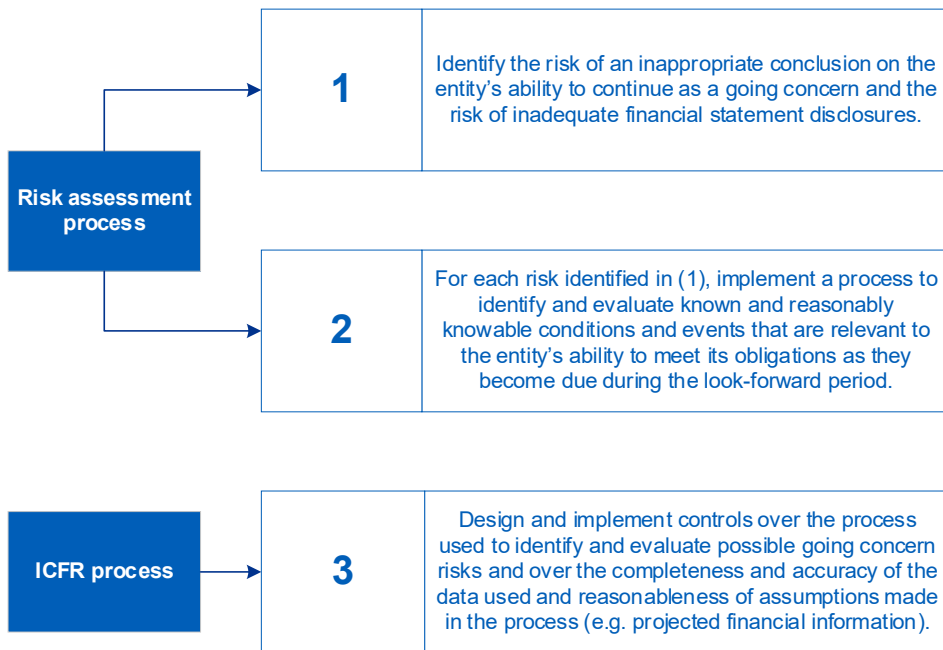 1
Identify the risk of an inappropriate conclusion on the
entity’s ability to continue as a going concern and the
risk of inadequate financial statement disclosures.
Risk assessment
process
2
For each risk identified in (1), implement a process to
identify and evaluate known and reasonably
knowable conditions and events that are relevant to
the entity’s ability to meet its obligations as they
become due during the look-forward period.
ICFR process
3
Design and implement controls over the process
used to identify and evaluate possible going concern
risks and over the completeness and accuracy of the
data used and reasonableness of assumptions made
in the process (e.g. projected financial information).